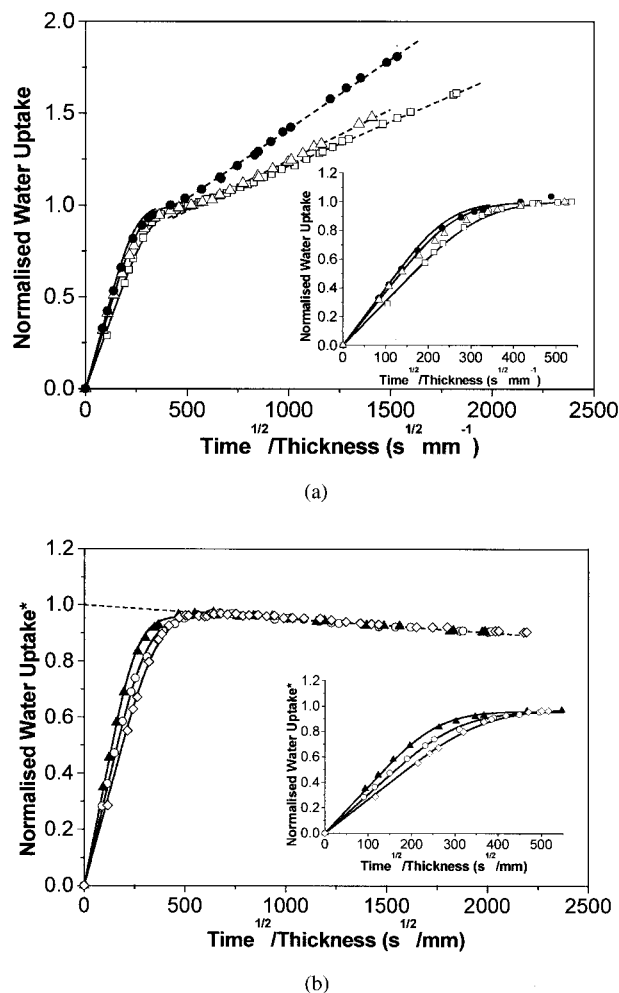 2.0
1.5
1.0
0.5
0.0
Normalised Water Uptake
1.2
1.0
0.8
0.6
0.4
0.2
0.0
Normalised Water Uptake
0 100 200 300 400 500
Time^1/2/Thickness (s^1/2 mm^-1)
0 500 1000 1500 2000 2500
Time^1/2/Thickness (s^1/2 mm^-1)
(a)
1.2
1.0
0.8
0.6
0.4
0.2
0.0
Normalised Water Uptake*
1.2
1.0
0.8
0.6
0.4
0.2
0.0
Normalised Water Uptake*
0 100 200 300 400 500
Time^1/2/Thickness (s^1/2/mm)
0 500 1000 1500 2000 2500
Time^1/2/Thickness (s^1/2/mm)
(b)